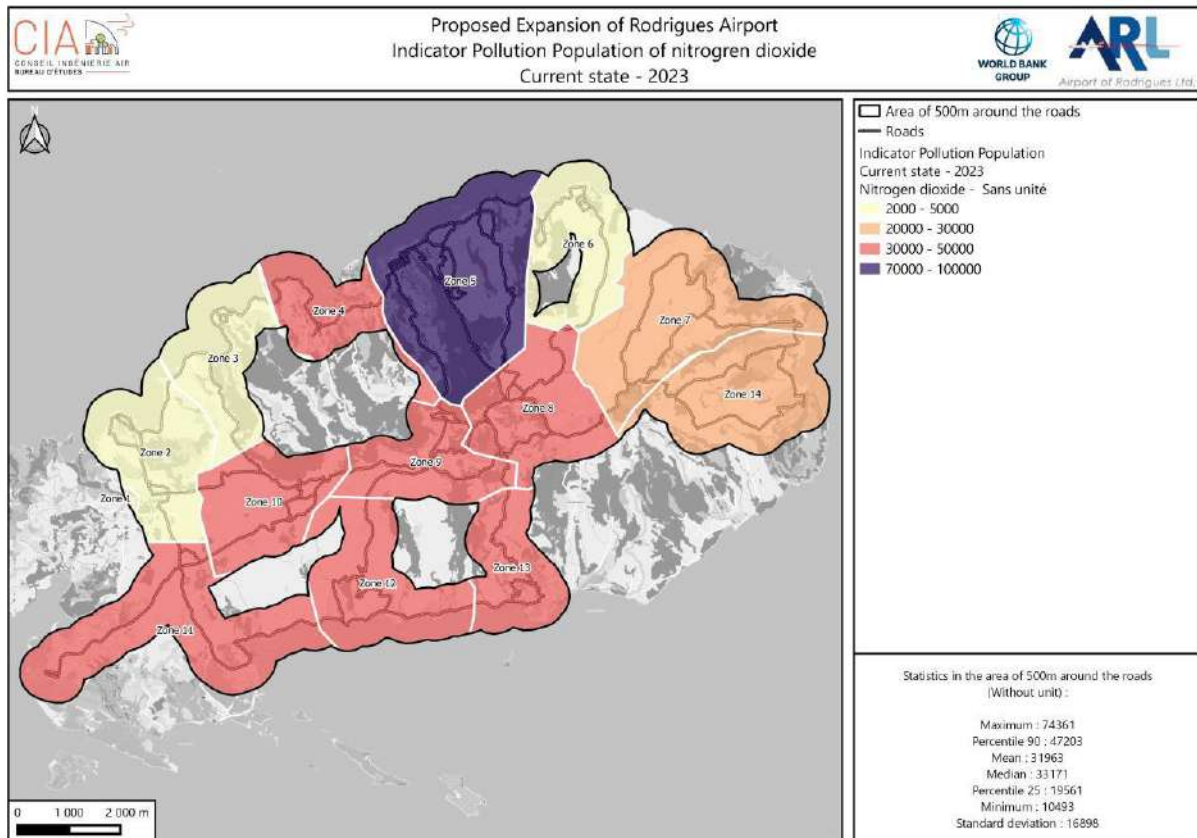 CIA
CONSEIL INGÉNIERIE AIR
BUREAU D'ÉTUDES
Proposed Expansion of Rodrigues Airport
Indicator Pollution Population of nitrogren dioxide
Current state - 2023
WORLD BANK
GROUP
ARL
Airport of Rodrigues Ltd,
N
Zone 6
Zone 5
Zone 4
Zone 7
Zone 3
Zone 14
Zone 8
Zone 2
Zone 9
Zone 1
Zone 10
Zone 13
Zone 12
Zone 11
0 1 000 2 000 m
Area of 500m around the roads
Roads
Indicator Pollution Population
Current state - 2023
Nitrogen dioxide - Sans unité
2000 - 5000
20000 - 30000
30000 - 50000
70000 - 100000
Statistics in the area of 500m around the roads
(Without unit) :
Maximum : 74361
Percentile 90 : 47203
Mean : 31963
Median : 33171
Percentile 25 : 19561
Minimum : 10493
Standard deviation : 16898